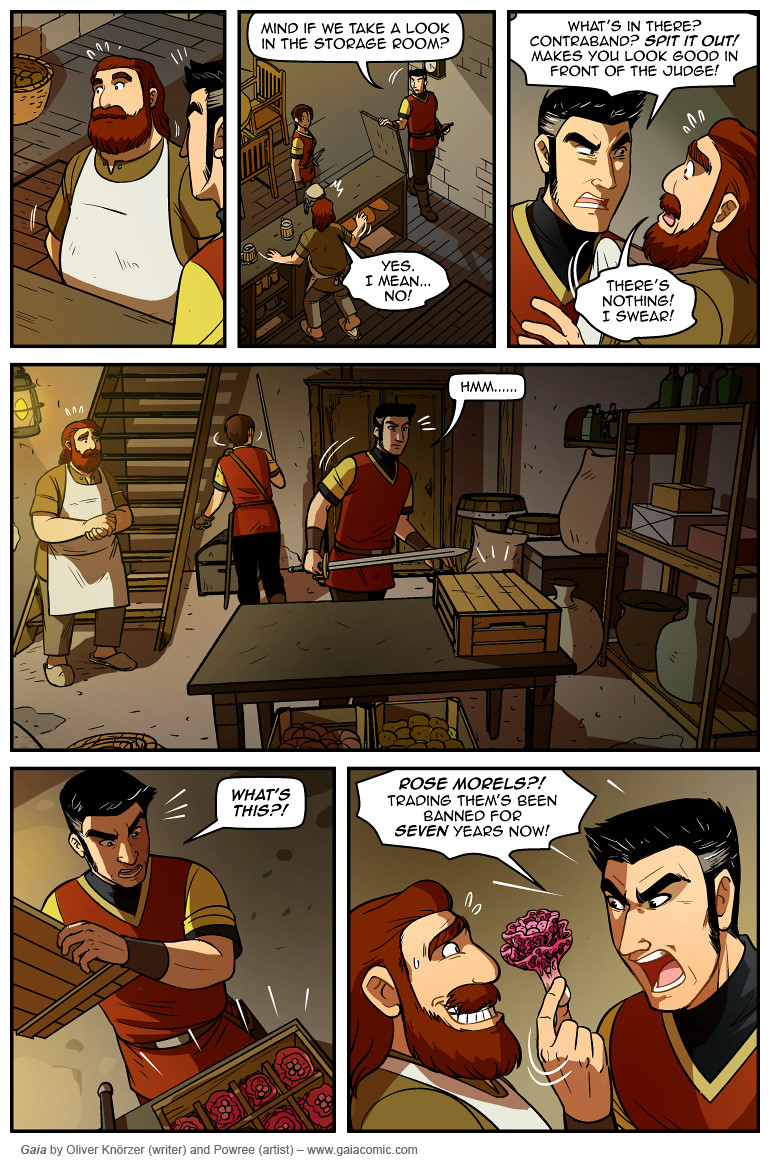 MIND IF WE TAKE A LOOK
IN THE STORAGE ROOM?
YES.
I MEAN...
NO!
WHAT'S IN THERE?
CONTRABAND? SPIT IT OUT!
MAKES YOU LOOK GOOD IN
FRONT OF THE JUDGE!
THERE'S
NOTHING!
I SWEAR!
HMM......
WHAT'S
THIS?!
ROSE MORELS?!
TRADING THEM'S BEEN
BANNED FOR
SEVEN YEARS NOW!
Gaia by Oliver Knörzer (writer) and Powree (artist) – www.gaiacomic.com